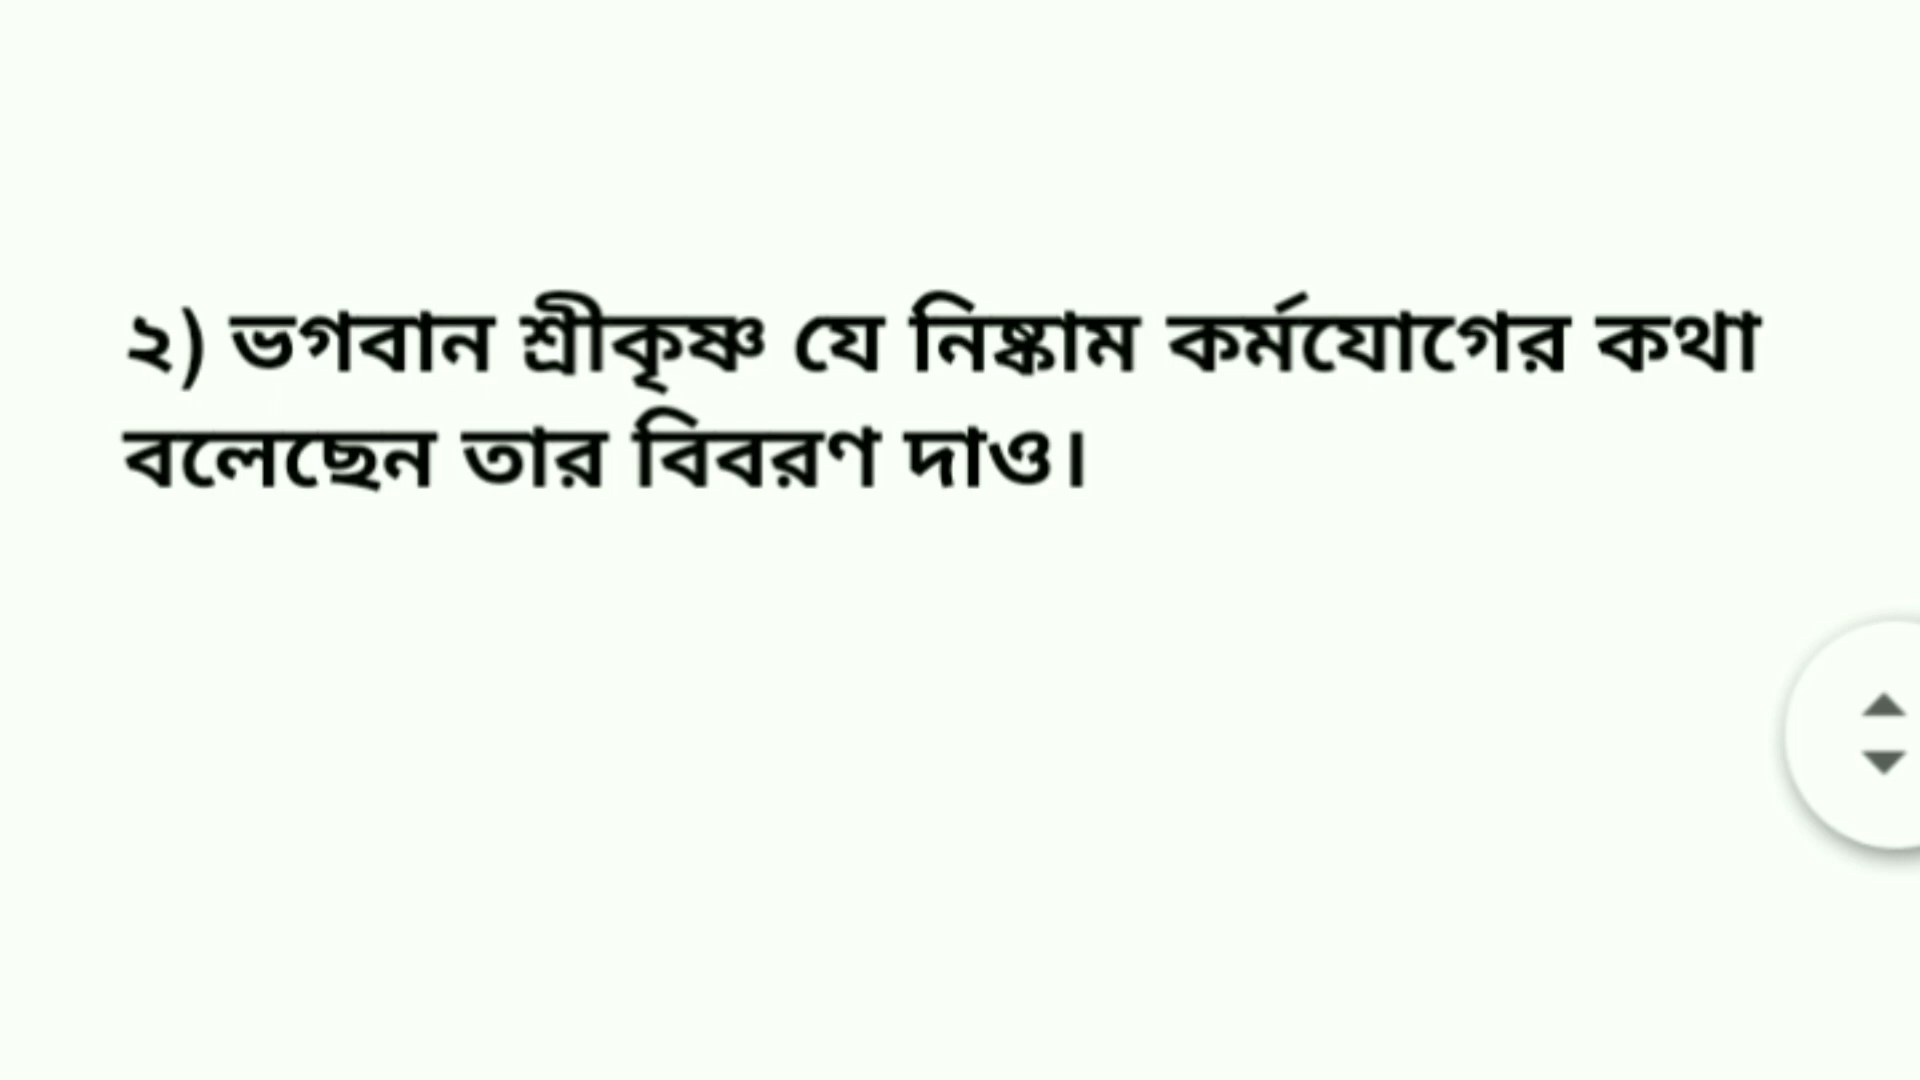 ২) ভগবান শ্রীকৃষ্ণ যে নিষ্কাম কর্মযোগের কথা
বলেছেন তার বিবরণ দাও।